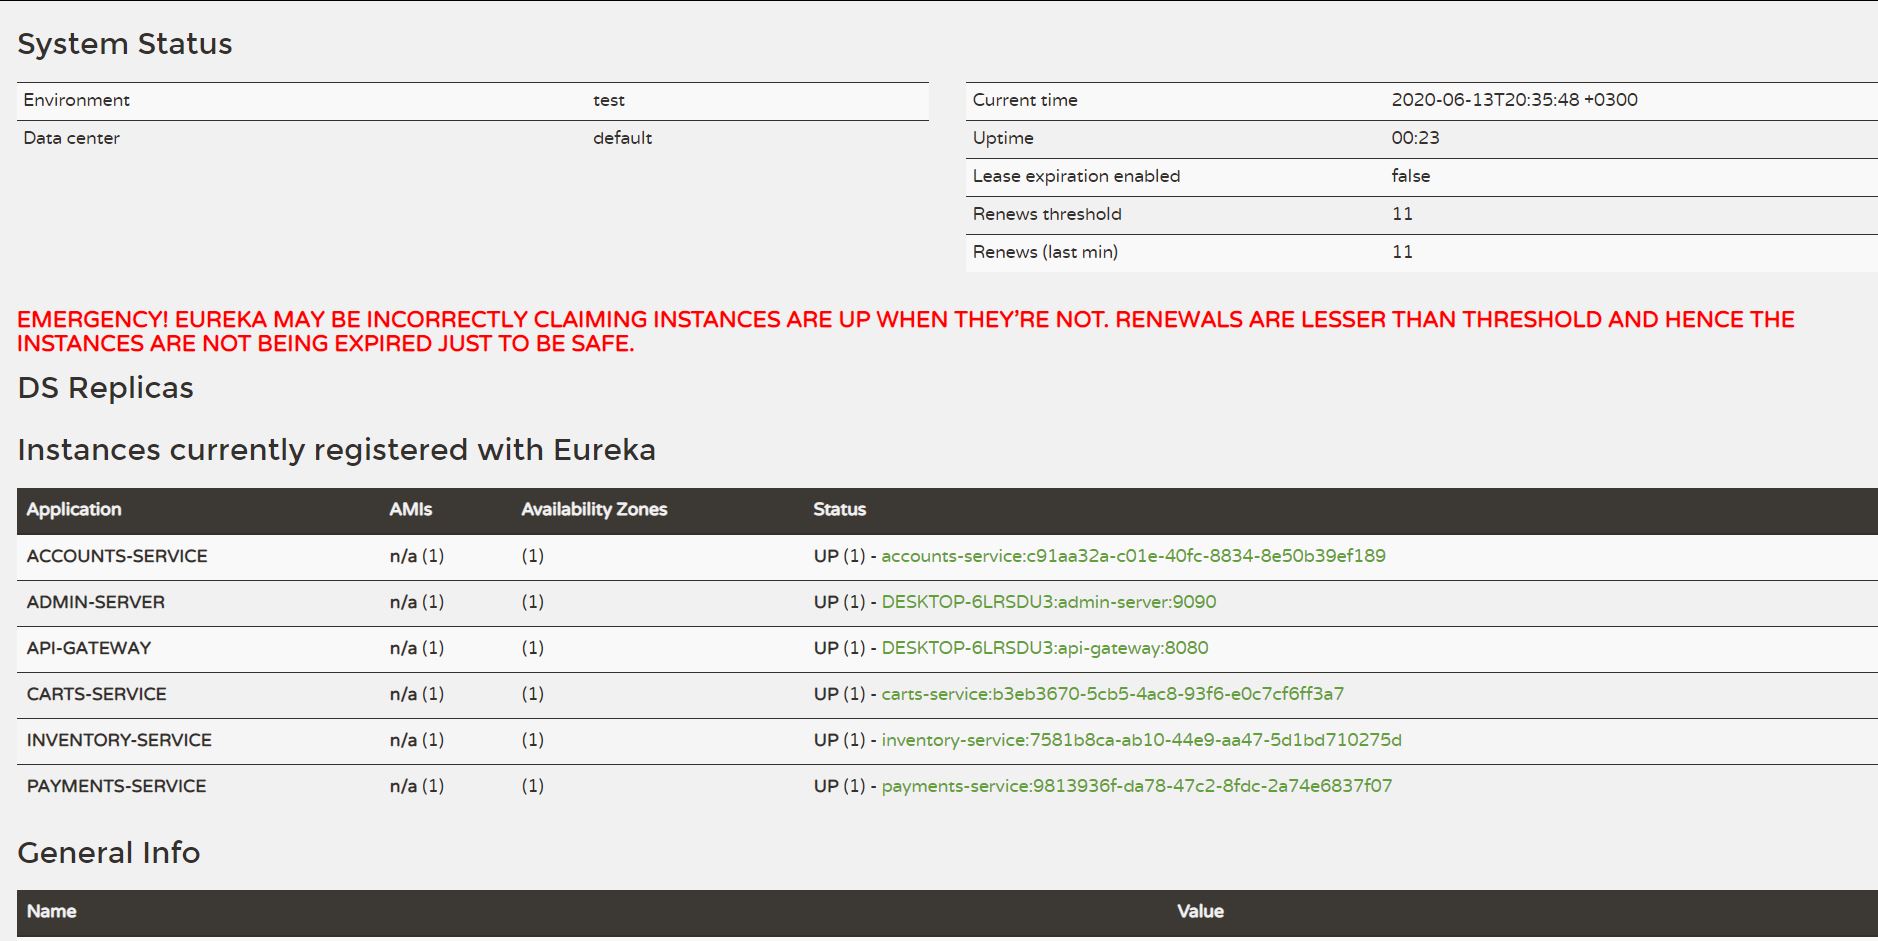 System Status
Environment test
Data center default
Current time 2020-06-13T20:35:48 +0300
Uptime 00:23
Lease expiration enabled false
Renews threshold 11
Renews (last min) 11
EMERGENCY! EUREKA MAY BE INCORRECTLY CLAIMING INSTANCES ARE UP WHEN THEY'RE NOT. RENEWALS ARE LESSER THAN THRESHOLD AND HENCE THE
INSTANCES ARE NOT BEING EXPIRED JUST TO BE SAFE.
DS Replicas
Instances currently registered with Eureka
Application AMIs Availability Zones Status
ACCOUNTS-SERVICE n/a (1) (1) UP (1) - accounts-service:c91aa32a-c01e-40fc-8834-8e50b39ef189
ADMIN-SERVER n/a (1) (1) UP (1) - DESKTOP-6LRSDU3:admin-server:9090
API-GATEWAY n/a (1) (1) UP (1) - DESKTOP-6LRSDU3:api-gateway:8080
CARTS-SERVICE n/a (1) (1) UP (1) - carts-service:b3eb3670-5cb5-4ac8-93f6-e0c7cf6ff3a7
INVENTORY-SERVICE n/a (1) (1) UP (1) - inventory-service:7581b8ca-ab10-44e9-aa47-5d1bd710275d
PAYMENTS-SERVICE n/a (1) (1) UP (1) - payments-service:9813936f-da78-47c2-8fdc-2a74e6837f07
General Info
Name Value